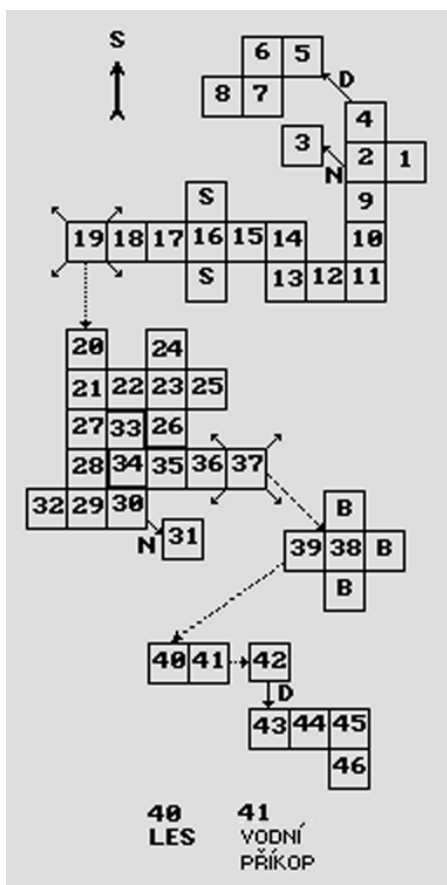 S
6 5
D
8 7
4
3
2 1
N
9
S
19 18 17 16 15 14
10
S
13 12 11
20 24
21 22 23 25
27 33 26
28 34 35 36 37
32 29 30
N 31
B
39 38 B
B
40 41 42
D
43 44 45
46
40 41
LES VODNÍ
PŘÍKOP